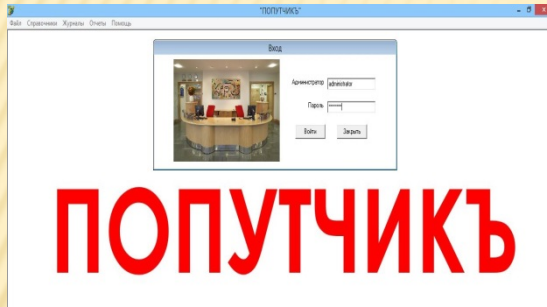 "ПОПУТЧИКЪ"
Файл Справочники Журналы Отчеты Помощь
Вход
Администратор administrator
Пароль *******
Войти Закрыть
ПОПУТЧИКЪ